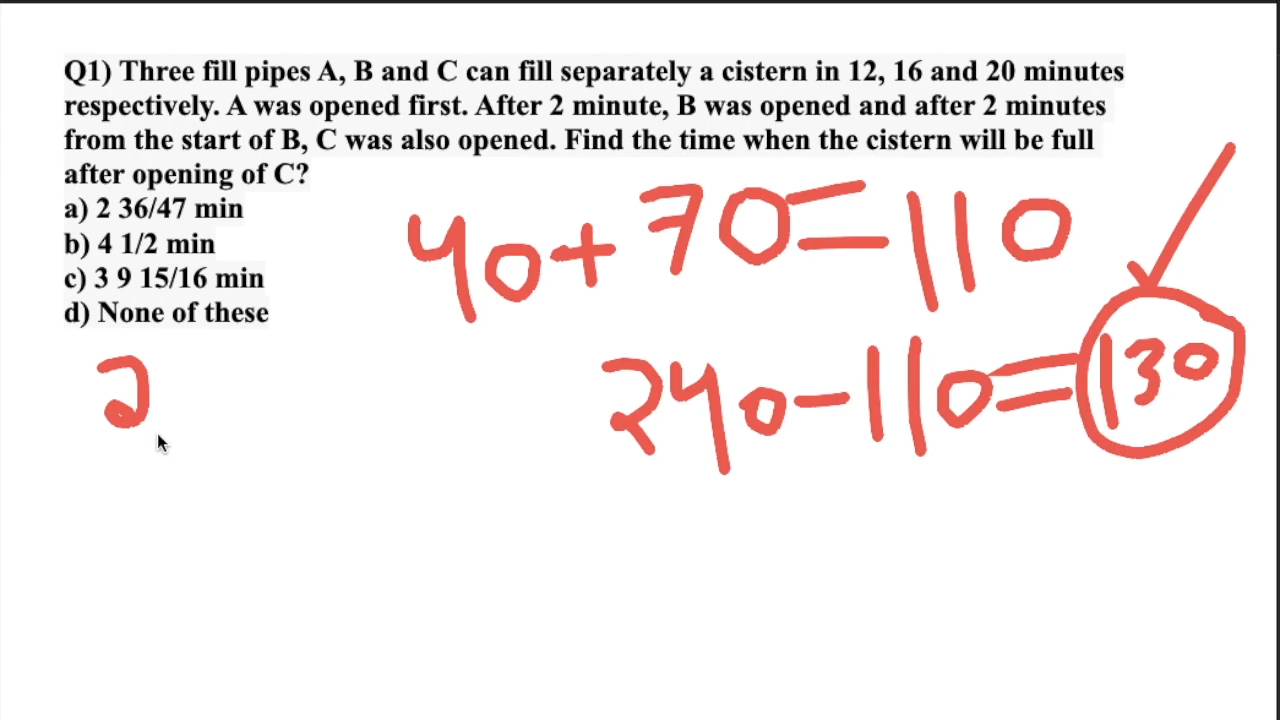 Q1) Three fill pipes A, B and C can fill separately a cistern in 12, 16 and 20 minutes
respectively. A was opened first. After 2 minute, B was opened and after 2 minutes
from the start of B, C was also opened. Find the time when the cistern will be full
after opening of C?
a) 2 36/47 min
b) 4 1/2 min
c) 3 9 15/16 min
d) None of these
40+70=110
240-110=130
2